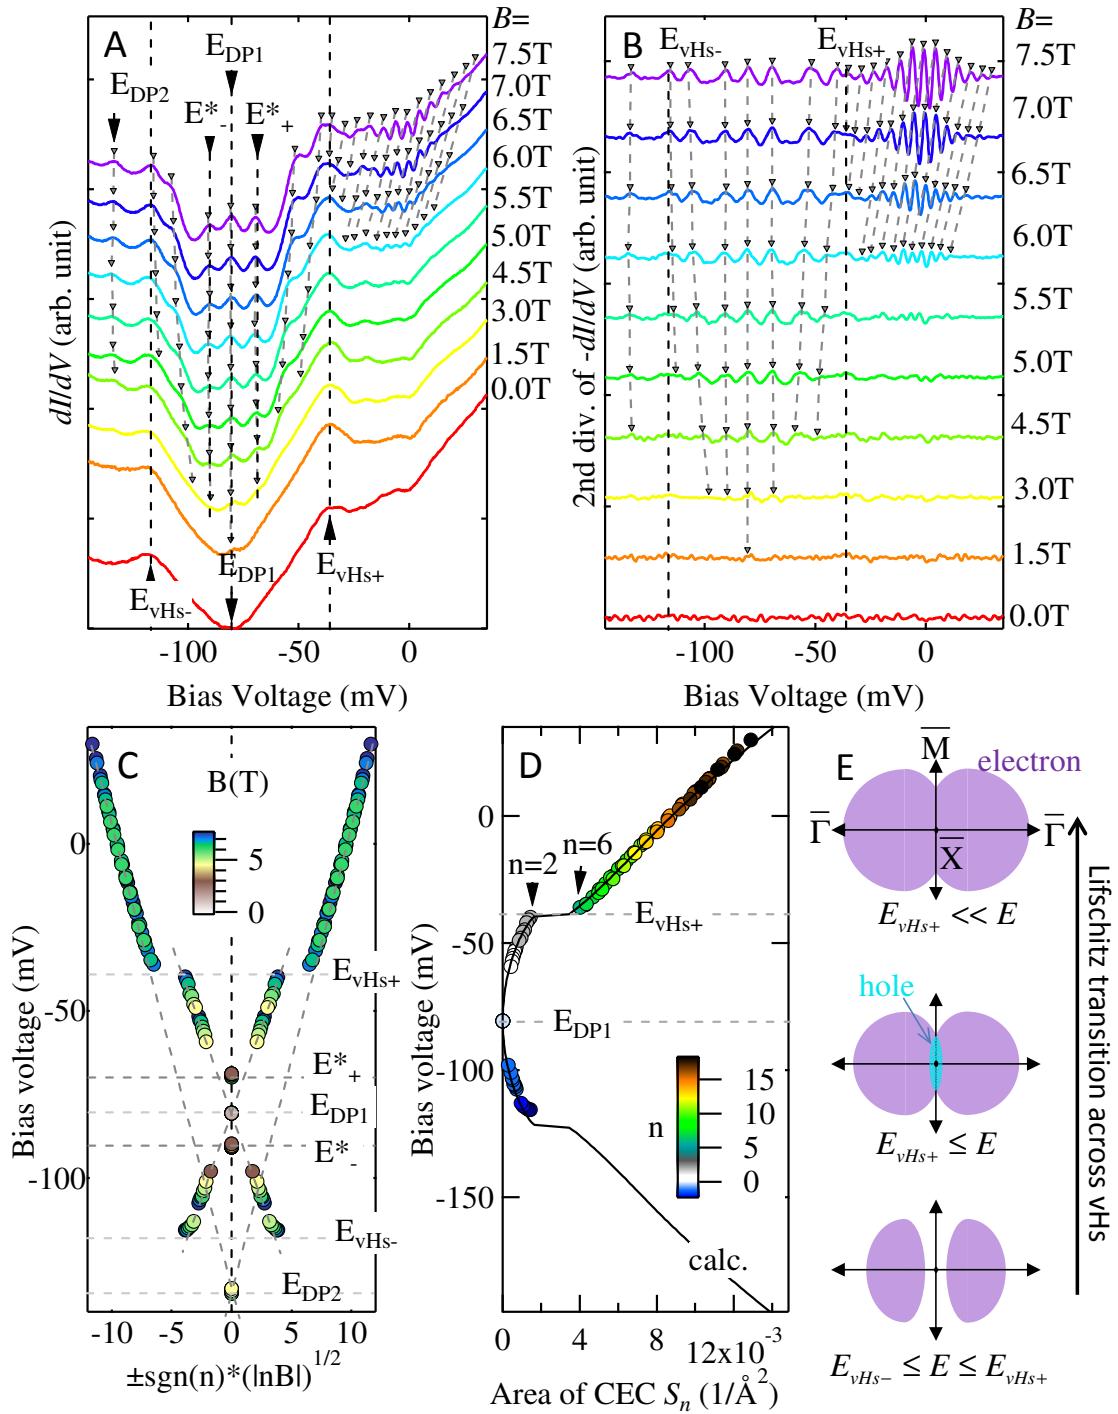 A
E_DP1
E_DP2
E*_-
E*_+
B=
7.5T
7.0T
6.5T
6.0T
5.5T
5.0T
4.5T
3.0T
1.5T
0.0T
dI/dV (arb. unit)
E_vHs-
E_DP1
E_vHs+
-100
-50
0
Bias Voltage (mV)
B
E_vHs-
E_vHs+
B=
7.5T
7.0T
6.5T
6.0T
5.5T
5.0T
4.5T
3.0T
1.5T
0.0T
2nd div. of -dI/dV (arb. unit)
-100
-50
0
Bias Voltage (mV)
C
B(T)
5
0
0
-50
-100
Bias voltage (mV)
E_vHs+
E*_+
E_DP1
E*_-
E_vHs-
E_DP2
-10
-5
0
5
10
±sgn(n)*(|nB|)^1/2
D
n=2
n=6
E_vHs+
E_DP1
0
-50
-100
-150
Bias voltage (mV)
n
15
10
5
0
calc.
0
4
8
12x10^-3
Area of CEC S_n (1/Å^2)
E
M̅
electron
Γ̅
Γ̅
X̅
E_vHs+ << E
hole
E_vHs+ ≤ E
E_vHs- ≤ E ≤ E_vHs+
Lifschitz transition across vHs